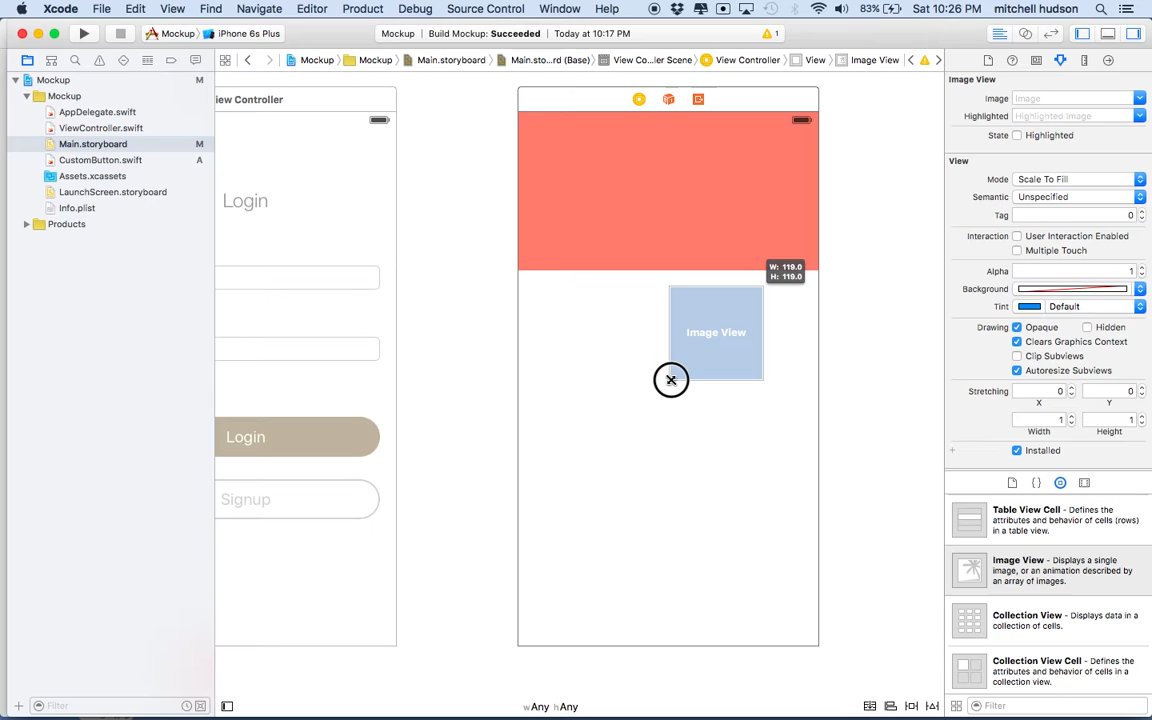 Xcode File Edit View Find Navigate Editor Product Debug Source Control Window Help 83% Sat 10:26 PM mitchell hudson
Mockup iPhone 6s Plus Mockup Build Mockup: Succeeded Today at 10:17 PM 1
Mockup Mockup Main.storyboard Main.sto...rd (Base) View Co...ler Scene View Controller View Image View
Mockup M
Mockup
AppDelegate.swift
ViewController.swift
Main.storyboard M
CustomButton.swift A
Assets.xcassets
LaunchScreen.storyboard
Info.plist
Products
Filter
iew Controller
Login
Login
Signup
W: 119.0
H: 119.0
Image View
wAny hAny
Image View
Image Image
Highlighted Highlighted Image
State Highlighted
View
Mode Scale To Fill
Semantic Unspecified
Tag 0
Interaction User Interaction Enabled
Multiple Touch
Alpha 1
Background
Tint Default
Drawing Opaque Hidden
Clears Graphics Context
Clip Subviews
Autoresize Subviews
Stretching 0 0
X Y
1 1
Width Height
Installed
Table View Cell - Defines the
attributes and behavior of cells (rows)
in a table view.
Image View - Displays a single
image, or an animation described by
an array of images.
Collection View - Displays data in a
collection of cells.
Collection View Cell - Defines the
attributes and behavior of cells in a
collection view.
Filter